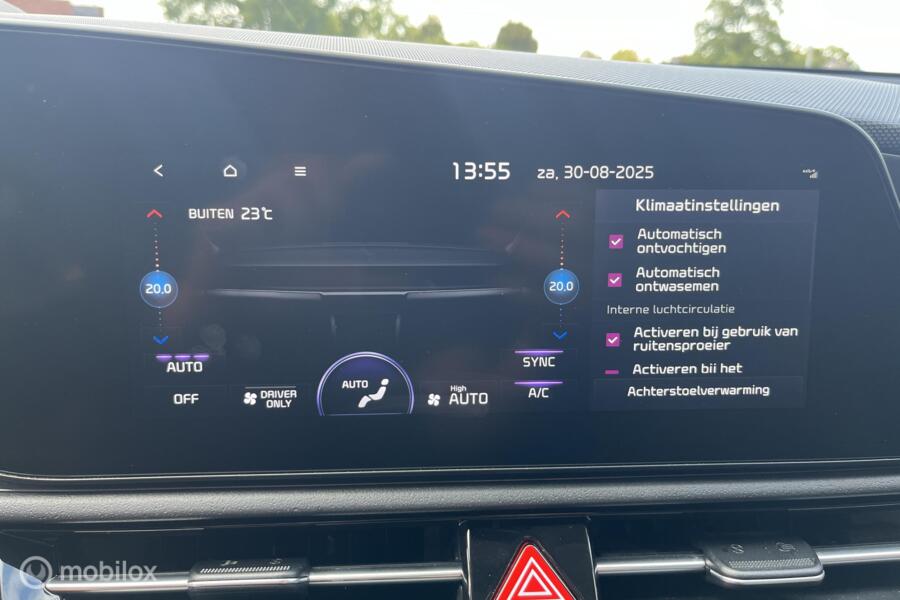 13:55 za, 30-08-2025
BUITEN 23°C
Klimaatinstellingen
Automatisch
ontvochtigen
Automatisch
ontwasemen
Interne luchtcirculatie
Activeren bij gebruik van
ruitensproeier
Activeren bij het
Achterstoelverwarming
20,0
20,0
AUTO
SYNC
OFF
DRIVER
ONLY
AUTO
High
AUTO
A/C
mobilox